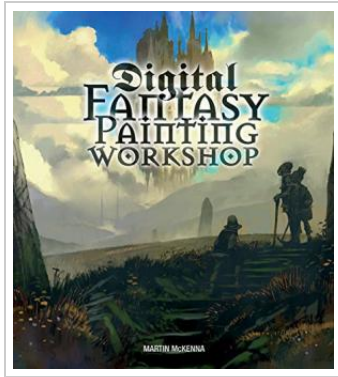 Digital
FANTASY
PAINTING
WORKSHOP
MARTIN McKENNA